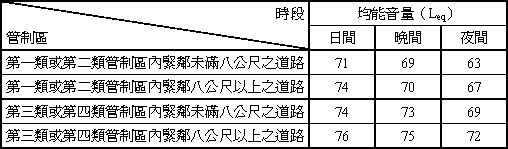 時段
均能音量（Leq）
管制區
日間 晚間 夜間
第一類或第二類管制區內緊鄰未滿八公尺之道路 71 69 63
第一類或第二類管制區內緊鄰八公尺以上之道路 74 70 67
第三類或第四類管制區內緊鄰未滿八公尺之道路 74 73 69
第三類或第四類管制區內緊鄰八公尺以上之道路 76 75 72